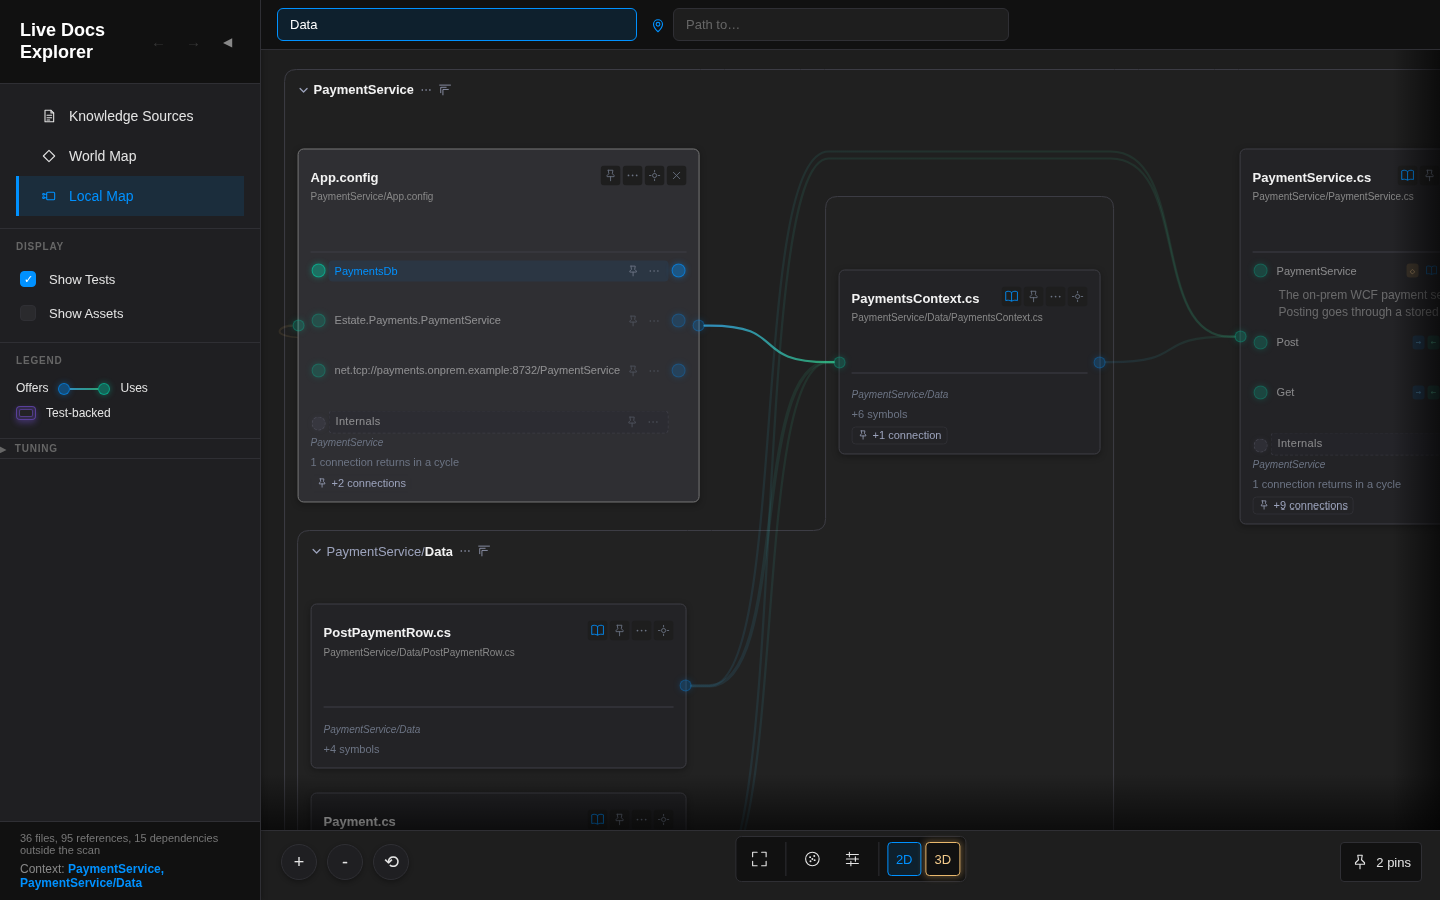 Live Docs
Explorer
← → ◀
Data
Path to…
Knowledge Sources
World Map
Local Map
DISPLAY
✓ Show Tests
Show Assets
LEGEND
Offers Uses
Test-backed
▶ TUNING
36 files, 95 references, 15 dependencies
outside the scan
Context: PaymentService,
PaymentService/Data
PaymentService ···
App.config
PaymentService/App.config
PaymentsDb
Estate.Payments.PaymentService
net.tcp://payments.onprem.example:8732/PaymentService
Internals
PaymentService
1 connection returns in a cycle
+2 connections
PaymentsContext.cs
PaymentService/Data/PaymentsContext.cs
PaymentService/Data
+6 symbols
+1 connection
PaymentService.cs
PaymentService/PaymentService.cs
PaymentService
The on-prem WCF payment se
Posting goes through a stored
Post
Get
Internals
PaymentService
1 connection returns in a cycle
+9 connections
PaymentService/Data ···
PostPaymentRow.cs
PaymentService/Data/PostPaymentRow.cs
PaymentService/Data
+4 symbols
Payment.cs
+ - ⟲
2D 3D
2 pins